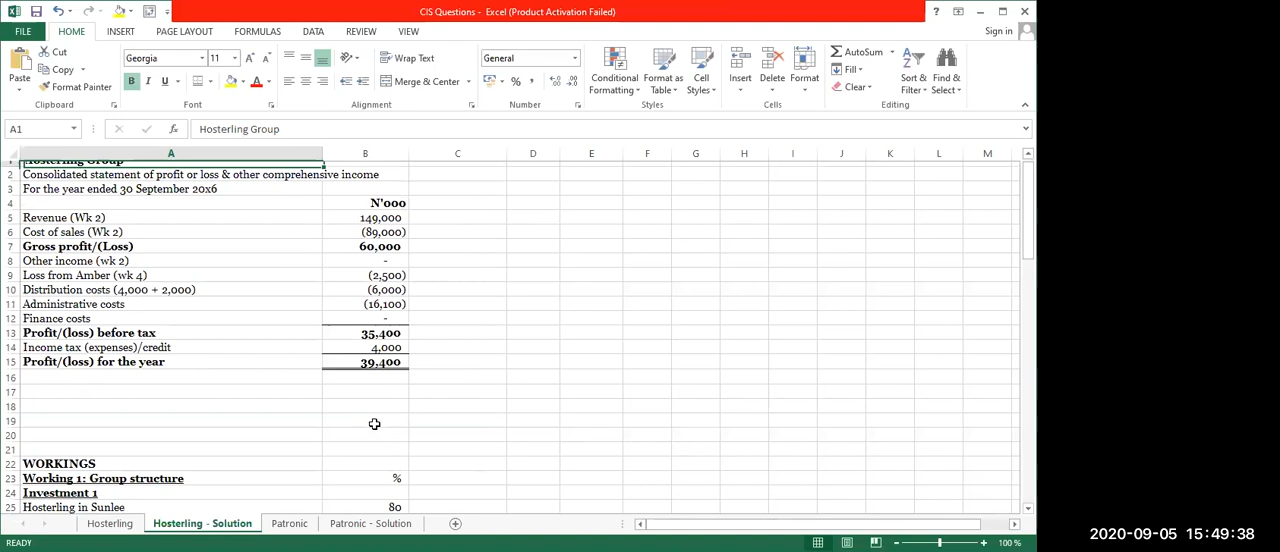 CIS Questions - Excel (Product Activation Failed)
FILE HOME INSERT PAGE LAYOUT FORMULAS DATA REVIEW VIEW Sign in
Paste Cut Copy Format Painter Clipboard
Georgia 11 B I U Font
Wrap Text Merge & Center Alignment
General % Number
Conditional Formatting Format as Table Cell Styles Styles
Insert Delete Format Cells
AutoSum Fill Clear Sort & Filter Find & Select Editing
A1 fx Hosterling Group
A B C D E F G H I J K L M
1 Hosterling Group
2 Consolidated statement of profit or loss & other comprehensive income
3 For the year ended 30 September 20x6
4 N'000
5 Revenue (Wk 2) 149,000
6 Cost of sales (Wk 2) (89,000)
7 Gross profit/(Loss) 60,000
8 Other income (wk 2) -
9 Loss from Amber (wk 4) (2,500)
10 Distribution costs (4,000 + 2,000) (6,000)
11 Administrative costs (16,100)
12 Finance costs -
13 Profit/(loss) before tax 35,400
14 Income tax (expenses)/credit 4,000
15 Profit/(loss) for the year 39,400
16
17
18
19
20
21
22 WORKINGS
23 Working 1: Group structure %
24 Investment 1
25 Hosterling in Sunlee 80
Hosterling Hosterling - Solution Patronic Patronic - Solution
READY 100 %
2020-09-05 15:49:38